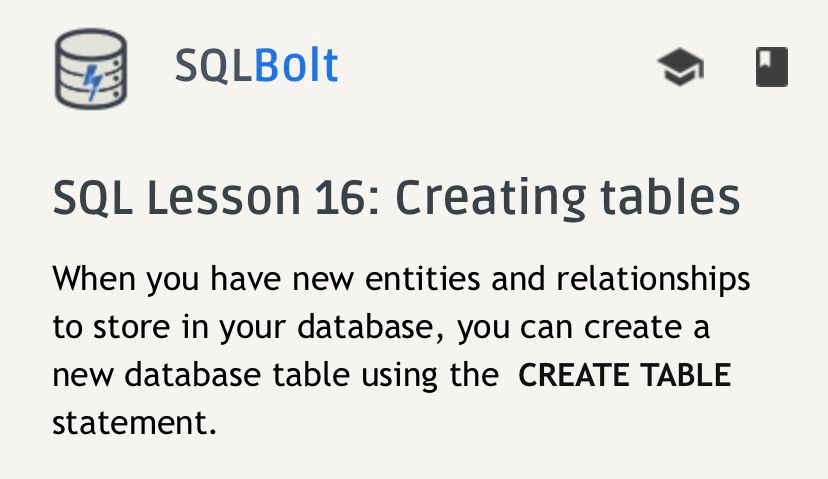 SQLBolt
SQL Lesson 16: Creating tables
When you have new entities and relationships
to store in your database, you can create a
new database table using the CREATE TABLE
statement.